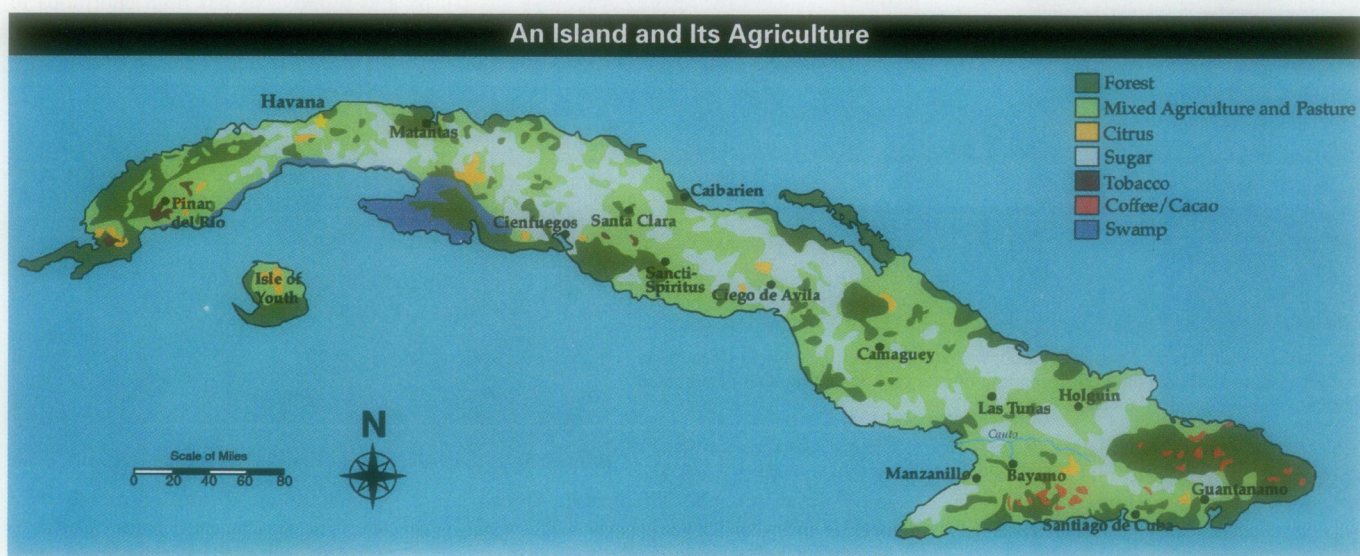 An Island and Its Agriculture
Forest
Mixed Agriculture and Pasture
Citrus
Sugar
Tobacco
Coffee/Cacao
Swamp
Havana
Matantas
Pinar
del Rio
Isle of
Youth
Cienfuegos
Santa Clara
Caibarien
Sancti-
Spiritus
Ciego de Avila
Camaguey
Las Tunas
Holguin
Cauto
Manzanillo
Bayamo
Guantanamo
Santiago de Cuba
N
Scale of Miles
0 20 40 60 80